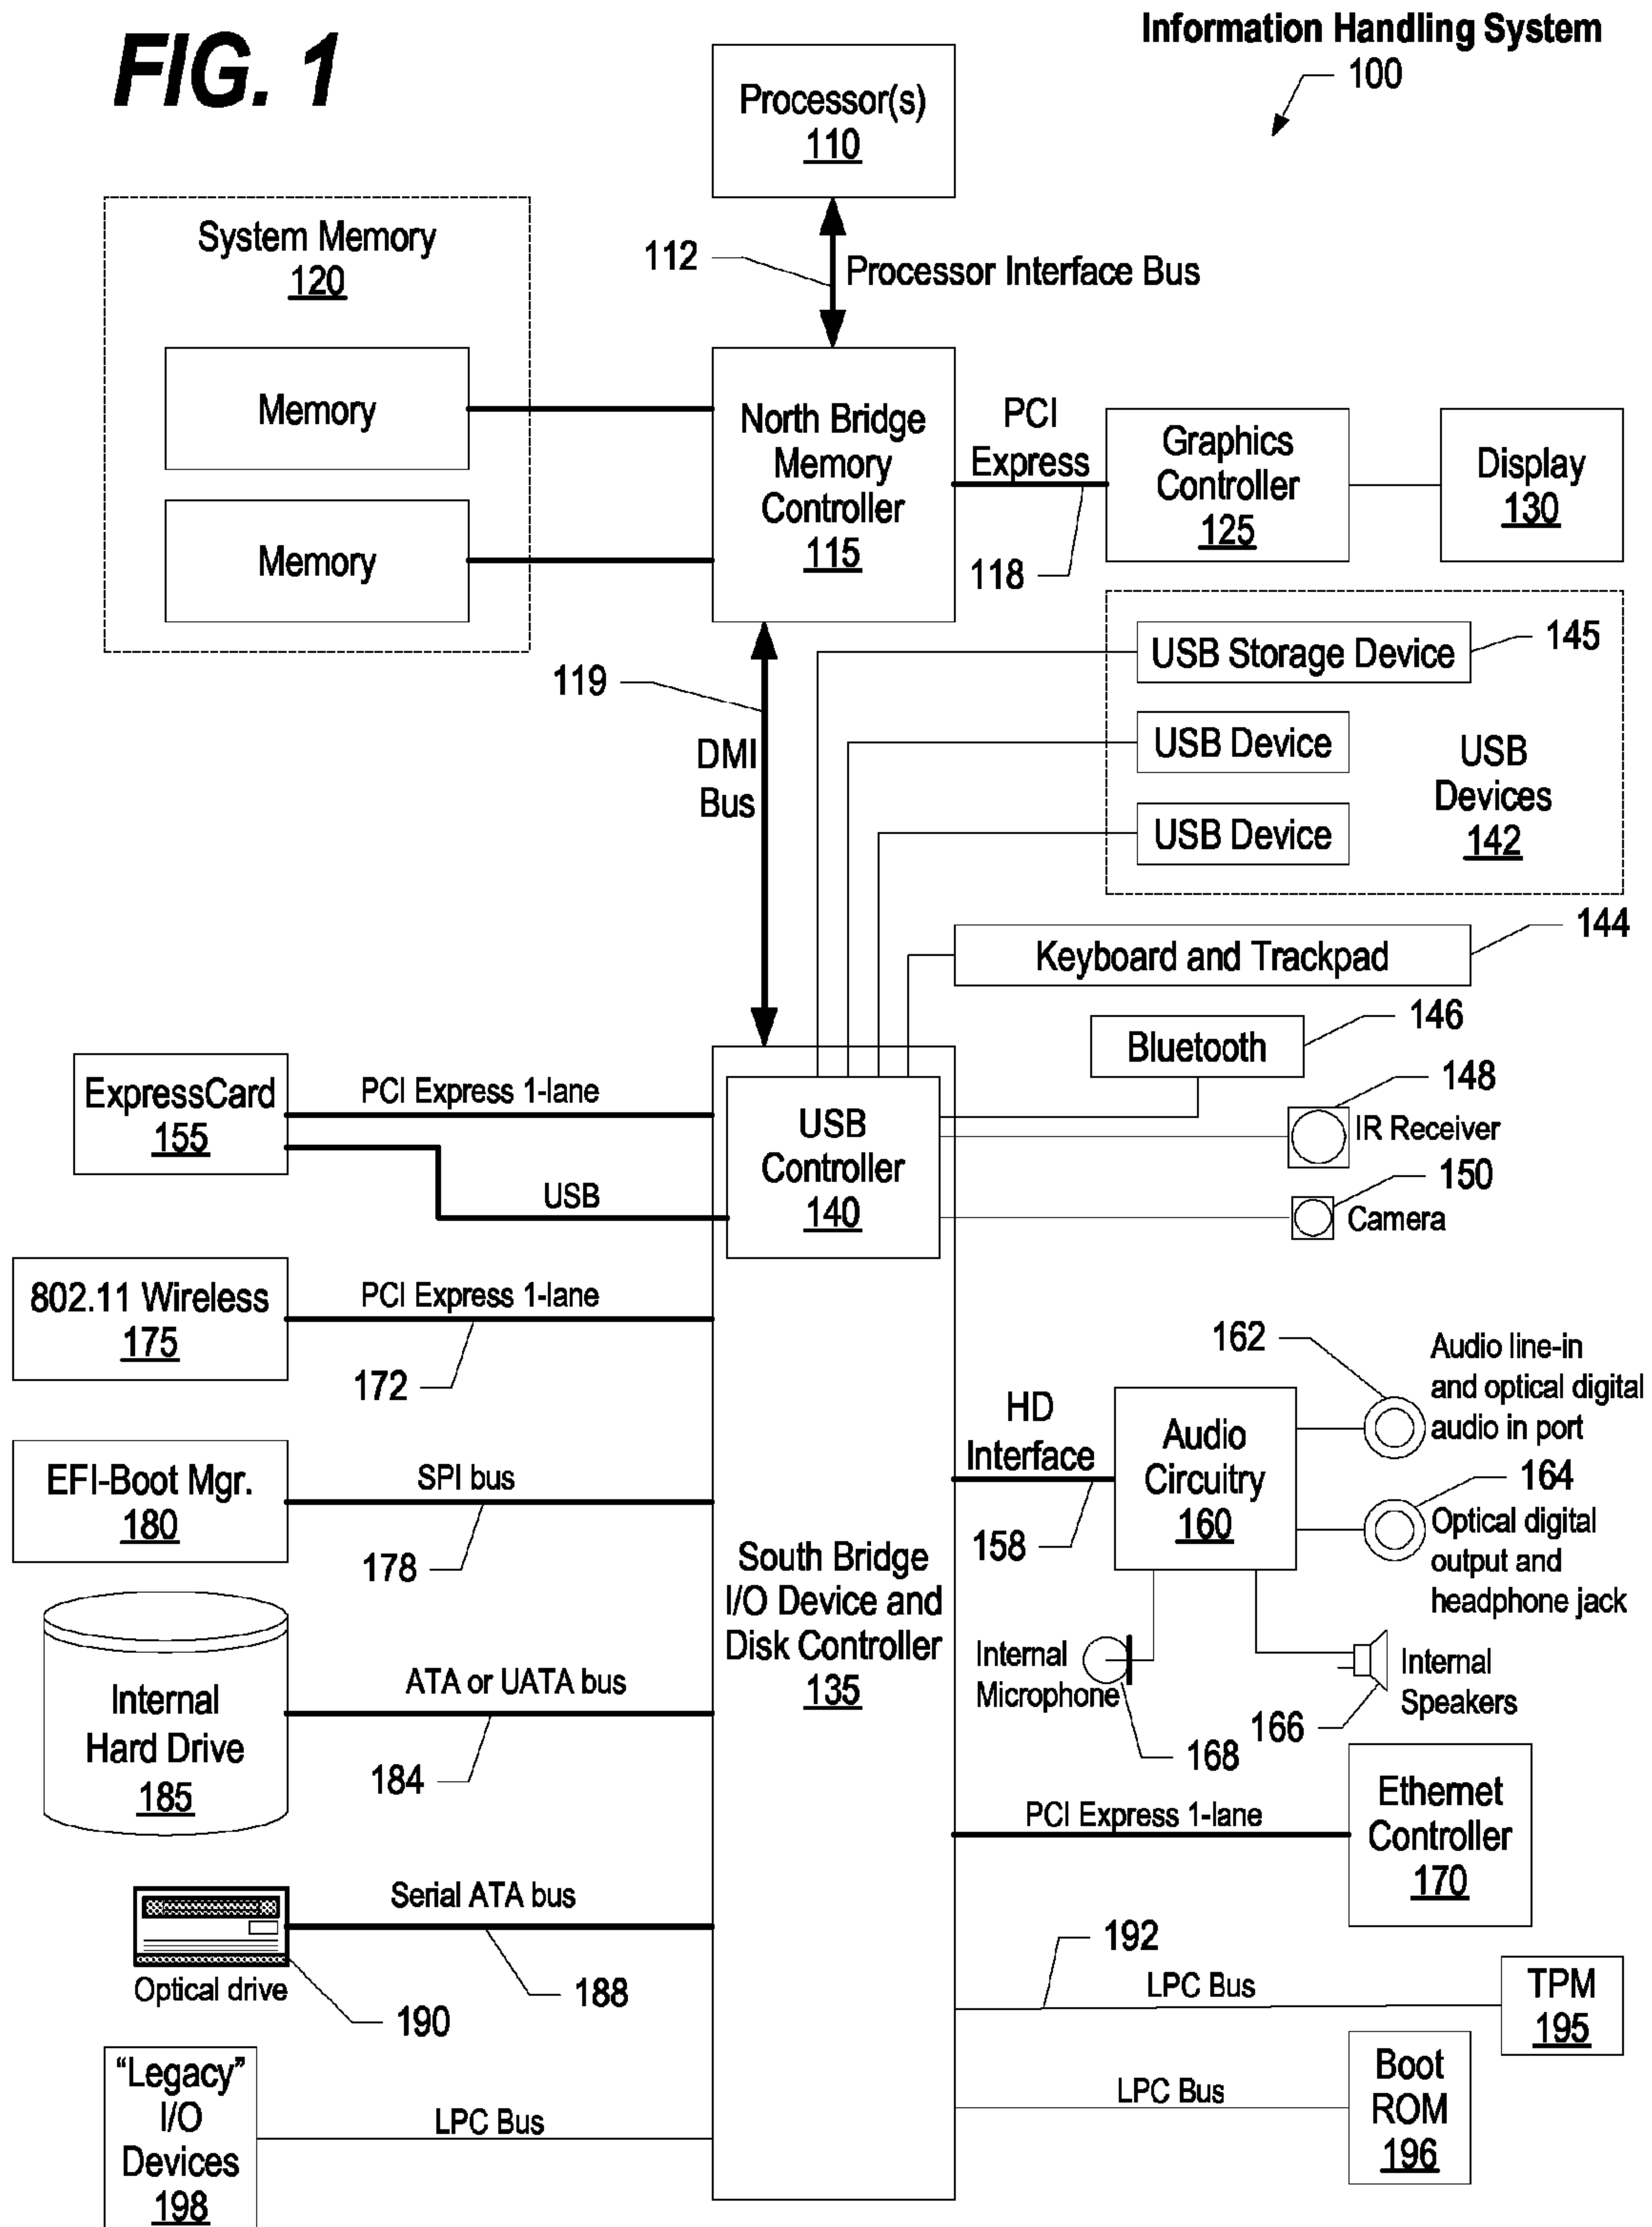 FIG. 1
Information Handling System
100
Processor(s)
110
System Memory
120
112
Processor Interface Bus
Memory
Memory
North Bridge
Memory
Controller
115
PCI
Express
118
Graphics
Controller
125
Display
130
119
DMI
Bus
USB Storage Device
145
USB Device
USB Device
USB
Devices
142
Keyboard and Trackpad
144
Bluetooth
146
148
IR Receiver
150
Camera
ExpressCard
155
PCI Express 1-lane
USB
USB
Controller
140
802.11 Wireless
175
PCI Express 1-lane
172
162
Audio line-in
and optical digital
audio in port
HD
Interface
158
Audio
Circuitry
160
164
Optical digital
output and
headphone jack
EFI-Boot Mgr.
180
SPI bus
178
South Bridge
I/O Device and
Disk Controller
135
Internal
Microphone
168
Internal
Speakers
166
Internal
Hard Drive
185
ATA or UATA bus
184
PCI Express 1-lane
Ethernet
Controller
170
Serial ATA bus
188
Optical drive
190
192
LPC Bus
TPM
195
LPC Bus
Boot
ROM
196
“Legacy”
I/O
Devices
198
LPC Bus